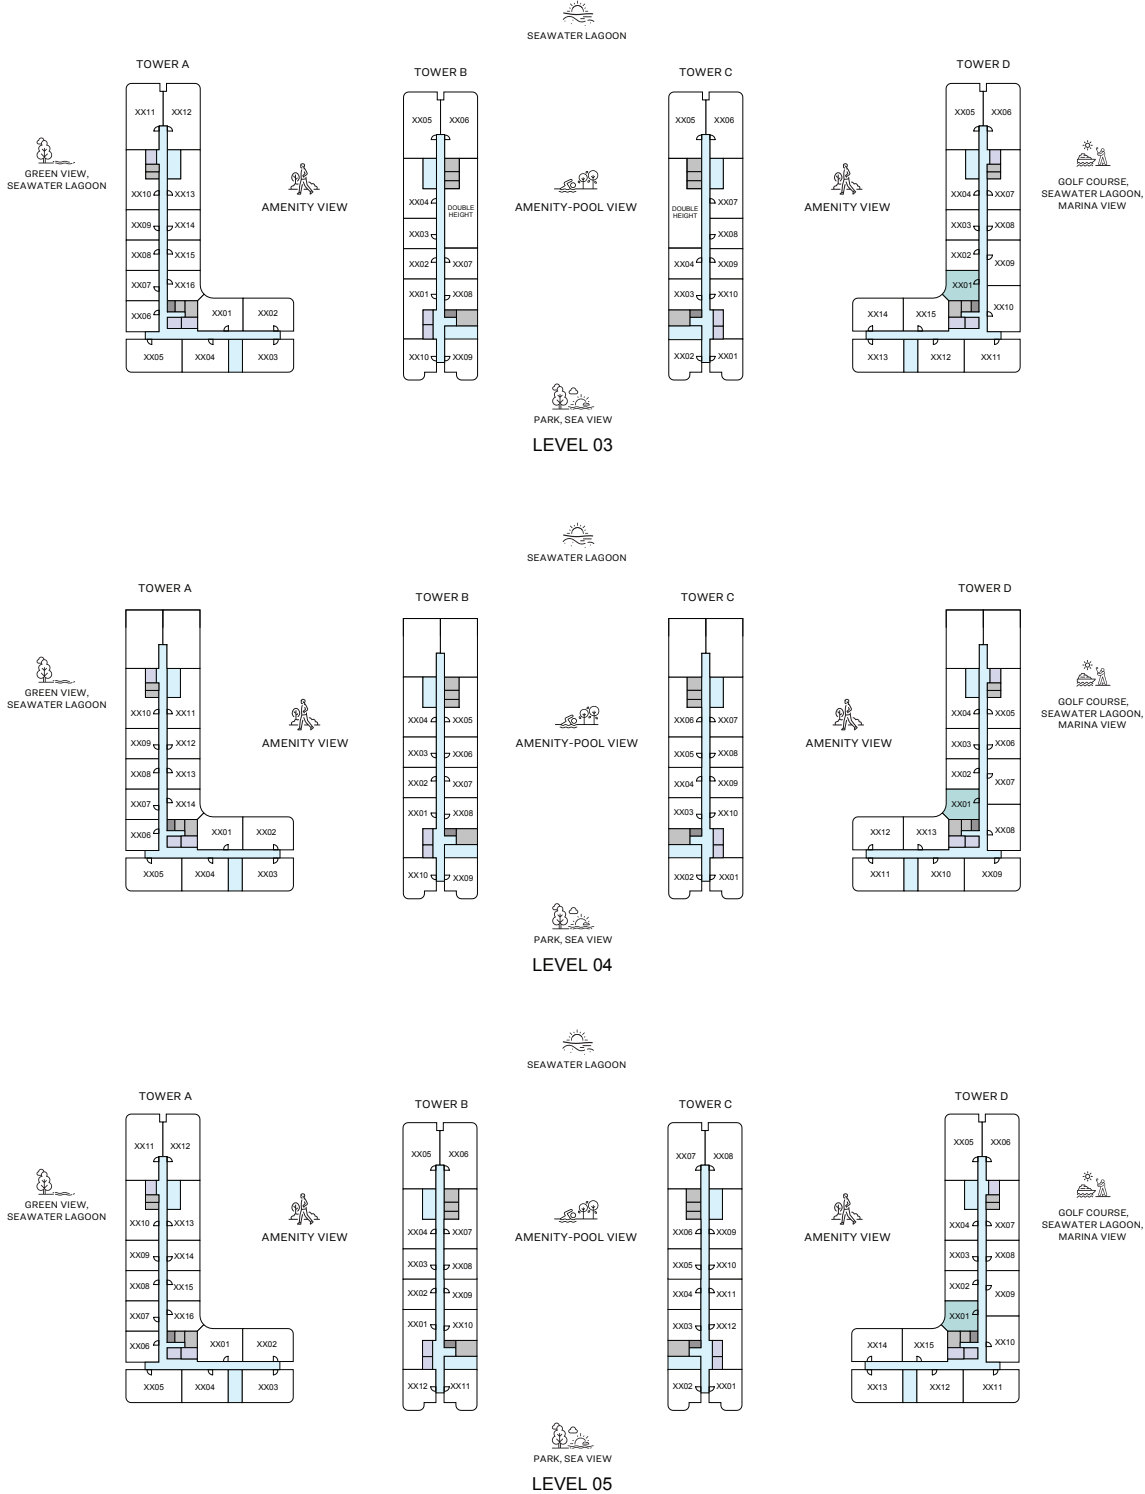 SEAWATER LAGOON
TOWER A
TOWER B
TOWER C
TOWER D
XX11
XX12
XX05
XX06
XX05
XX06
XX05
XX06
GREEN VIEW,
SEAWATER LAGOON
AMENITY VIEW
AMENITY-POOL VIEW
AMENITY VIEW
GOLF COURSE,
SEAWATER LAGOON,
MARINA VIEW
XX10
XX13
XX04
DOUBLE
HEIGHT
DOUBLE
HEIGHT
XX07
XX04
XX07
XX09
XX14
XX03
XX08
XX03
XX08
XX08
XX15
XX02
XX07
XX04
XX09
XX02
XX09
XX07
XX16
XX01
XX08
XX03
XX10
XX01
XX10
XX06
XX01
XX02
XX14
XX15
XX05
XX04
XX03
XX10
XX09
XX02
XX01
XX13
XX12
XX11
PARK, SEA VIEW
LEVEL 03
SEAWATER LAGOON
TOWER A
TOWER B
TOWER C
TOWER D
GREEN VIEW,
SEAWATER LAGOON
AMENITY VIEW
AMENITY-POOL VIEW
AMENITY VIEW
GOLF COURSE,
SEAWATER LAGOON,
MARINA VIEW
XX10
XX11
XX04
XX05
XX06
XX07
XX04
XX05
XX09
XX12
XX03
XX06
XX05
XX08
XX03
XX06
XX08
XX13
XX02
XX07
XX04
XX09
XX02
XX07
XX07
XX14
XX01
XX08
XX03
XX10
XX01
XX08
XX06
XX01
XX02
XX12
XX13
XX05
XX04
XX03
XX10
XX09
XX02
XX01
XX11
XX10
XX09
PARK, SEA VIEW
LEVEL 04
SEAWATER LAGOON
TOWER A
TOWER B
TOWER C
TOWER D
XX11
XX12
XX05
XX06
XX07
XX08
XX05
XX06
GREEN VIEW,
SEAWATER LAGOON
AMENITY VIEW
AMENITY-POOL VIEW
AMENITY VIEW
GOLF COURSE,
SEAWATER LAGOON,
MARINA VIEW
XX10
XX13
XX04
XX07
XX06
XX09
XX04
XX07
XX09
XX14
XX03
XX08
XX05
XX10
XX03
XX08
XX08
XX15
XX02
XX09
XX04
XX11
XX02
XX09
XX07
XX16
XX01
XX10
XX03
XX12
XX01
XX10
XX06
XX01
XX02
XX14
XX15
XX05
XX04
XX03
XX12
XX11
XX02
XX01
XX13
XX12
XX11
PARK, SEA VIEW
LEVEL 05